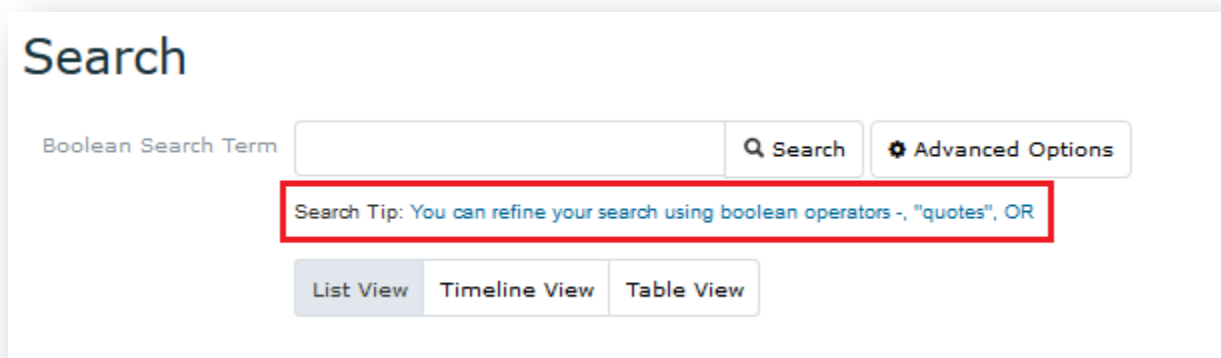 Search
Boolean Search Term Search Advanced Options
Search Tip: You can refine your search using boolean operators -, "quotes", OR
List View Timeline View Table View